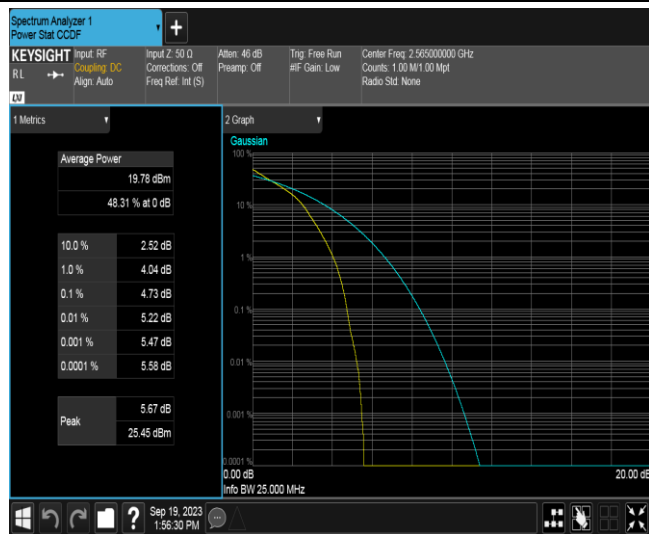 Spectrum Analyzer 1
Power Stat CCDF
+
KEYSIGHT
RL
LXI
Input: RF
Coupling: DC
Align: Auto
Input Z: 50 Ω
Corrections: Off
Freq Ref: Int (S)
Atten: 46 dB
Preamp: Off
Trig: Free Run
#IF Gain: Low
Center Freq: 2.565000000 GHz
Counts: 1.00 M/1.00 Mpt
Radio Std: None
1 Metrics
Average Power
19.78 dBm
48.31 % at 0 dB
10.0 % 2.52 dB
1.0 % 4.04 dB
0.1 % 4.73 dB
0.01 % 5.22 dB
0.001 % 5.47 dB
0.0001 % 5.58 dB
Peak
5.67 dB
25.45 dBm
2 Graph
Gaussian
100 %
10 %
1 %
0.1 %
0.01 %
0.001 %
0.0001 %
0.00 dB
20.00 dB
Info BW 25.000 MHz
?
Sep 19, 2023
1:56:30 PM